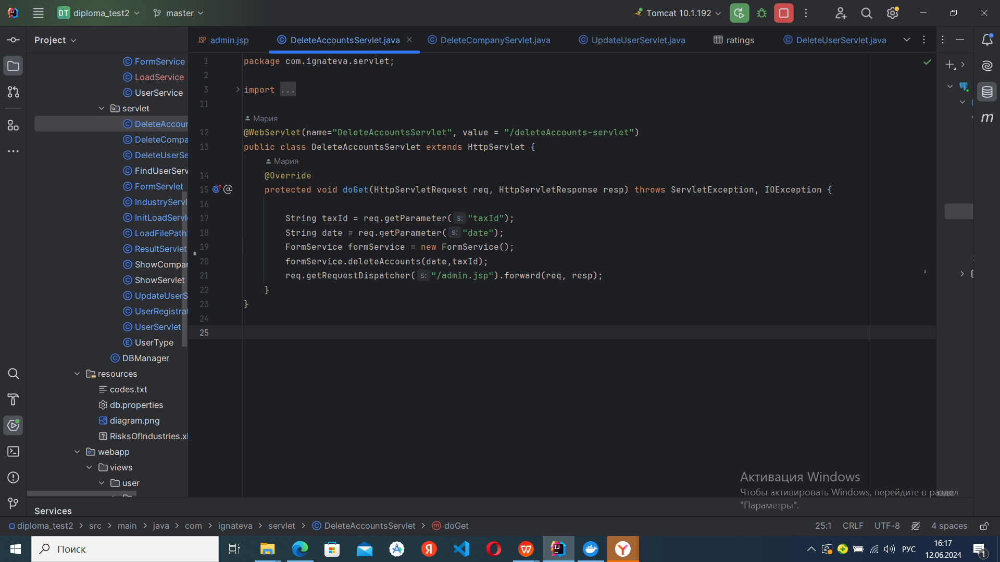 DT diploma_test2 master Tomcat 10.1.192
Project
admin.jsp DeleteAccountsServlet.java DeleteCompanyServlet.java UpdateUserServlet.java ratings DeleteUserServlet.java
FormService
LoadService
UserService
servlet
DeleteAccour
DeleteCompa
DeleteUserSe
FindUserServ
FormServlet
IndustryServl
InitLoadServl
LoadFilePath
ResultServlet
ShowCompar
ShowServlet
UpdateUserS
UserRegistrat
UserServlet
UserType
DBManager
resources
codes.txt
db.properties
diagram.png
RisksOfIndustries.xl
webapp
views
user
1 package com.ignateva.servlet;
2
3 import ...
11
Мария
12 @WebServlet(name="DeleteAccountsServlet", value = "/deleteAccounts-servlet")
13 public class DeleteAccountsServlet extends HttpServlet {
Мария
14 @Override
15 protected void doGet(HttpServletRequest req, HttpServletResponse resp) throws ServletException, IOException {
16
17 String taxId = req.getParameter( s: "taxId");
18 String date = req.getParameter( s: "date");
19 FormService formService = new FormService();
20 formService.deleteAccounts(date,taxId);
21 req.getRequestDispatcher( s: "/admin.jsp").forward(req, resp);
22 }
23 }
24
25
Активация Windows
Чтобы активировать Windows, перейдите в раздел
"Параметры".
Services
diploma_test2 > src > main > java > com > ignateva > servlet > DeleteAccountsServlet > doGet 25:1 CRLF UTF-8 4 spaces
Поиск
РУС
16:17
12.06.2024
1